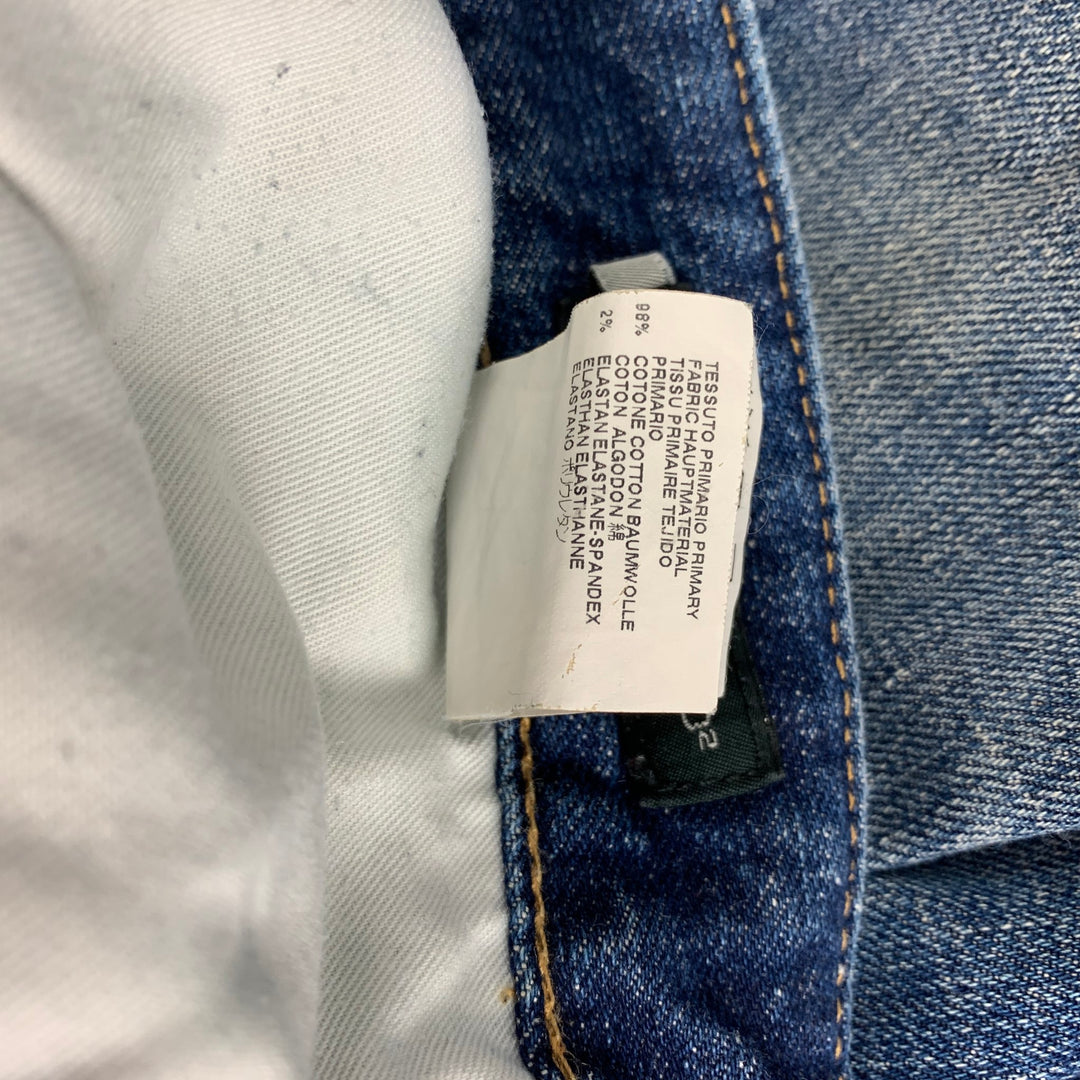 TESSUTO PRIMARIO PRIMARY
FABRIC HAUPTMATERIAL
TISSU PRIMAIRE TEJIDO
PRIMARIO
98% COTONE COTTON BAUMWOLLE
COTON ALGODON 綿
2% ELASTAN ELASTANE-SPANDEX
ELASTHAN ELASTHANNE
ELASTANO ポリウレタン